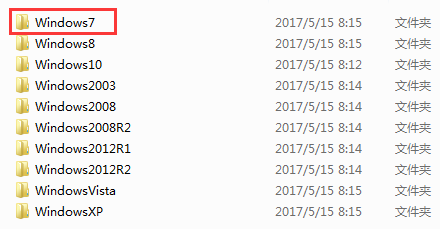 Windows7 2017/5/15 8:15 文件夹
Windows8 2017/5/15 8:15 文件夹
Windows10 2017/5/15 8:12 文件夹
Windows2003 2017/5/15 8:14 文件夹
Windows2008 2017/5/15 8:14 文件夹
Windows2008R2 2017/5/15 8:14 文件夹
Windows2012R1 2017/5/15 8:14 文件夹
Windows2012R2 2017/5/15 8:14 文件夹
WindowsVista 2017/5/15 8:15 文件夹
WindowsXP 2017/5/15 8:15 文件夹